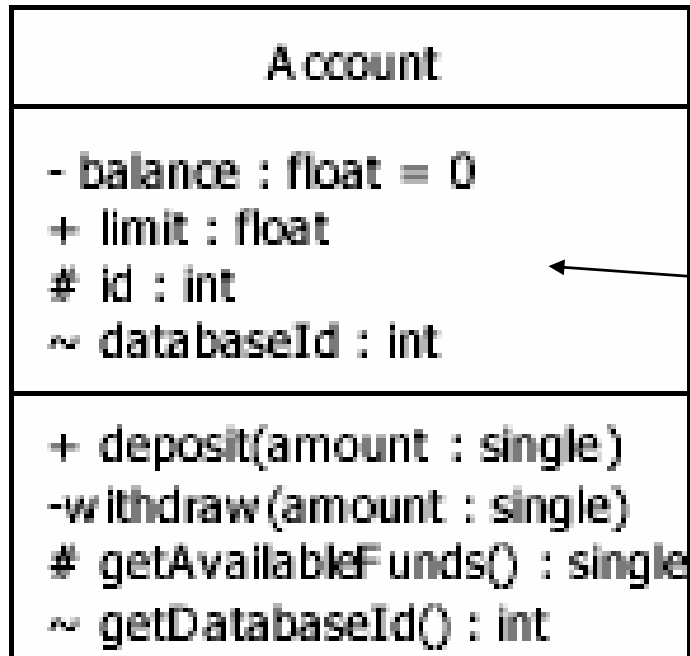 Account
- balance : float = 0
+ limit : float
# id : int
~ databaseId : int
+ deposit(amount : single)
-withdraw(amount : single)
# getAvailableFunds() : single
~ getDatabaseId() : int